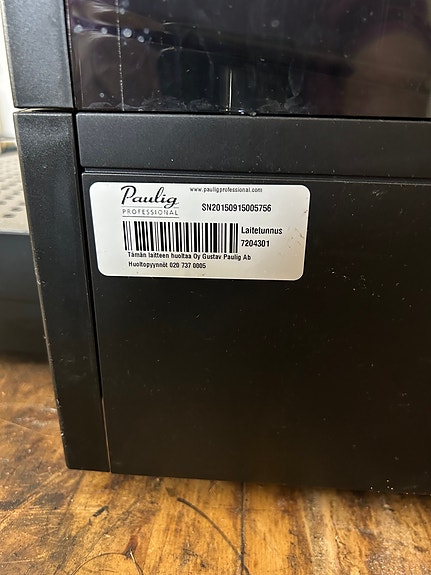 Paulig
PROFESSIONAL
www.pauligprofessional.com
SN20150915005756
Laitetunnus
7204301
Tämän laitteen huoltaa Oy Gustav Paulig Ab
Huoltopyynnöt 020 737 0005